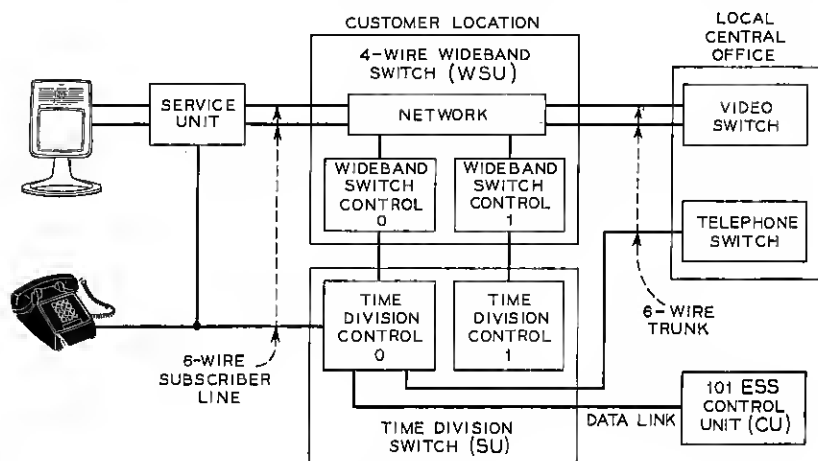 CUSTOMER LOCATION
LOCAL
CENTRAL
OFFICE
4-WIRE WIDEBAND
SWITCH (WSU)
SERVICE
UNIT
NETWORK
VIDEO
SWITCH
WIDEBAND
SWITCH
CONTROL
0
WIDEBAND
SWITCH
CONTROL
1
TELEPHONE
SWITCH
TIME
DIVISION
CONTROL
0
TIME
DIVISION
CONTROL
1
6-WIRE
TRUNK
6-WIRE
SUBSCRIBER
LINE
TIME DIVISION
SWITCH (SU)
DATA LINK
101 ESS
CONTROL
UNIT (CU)